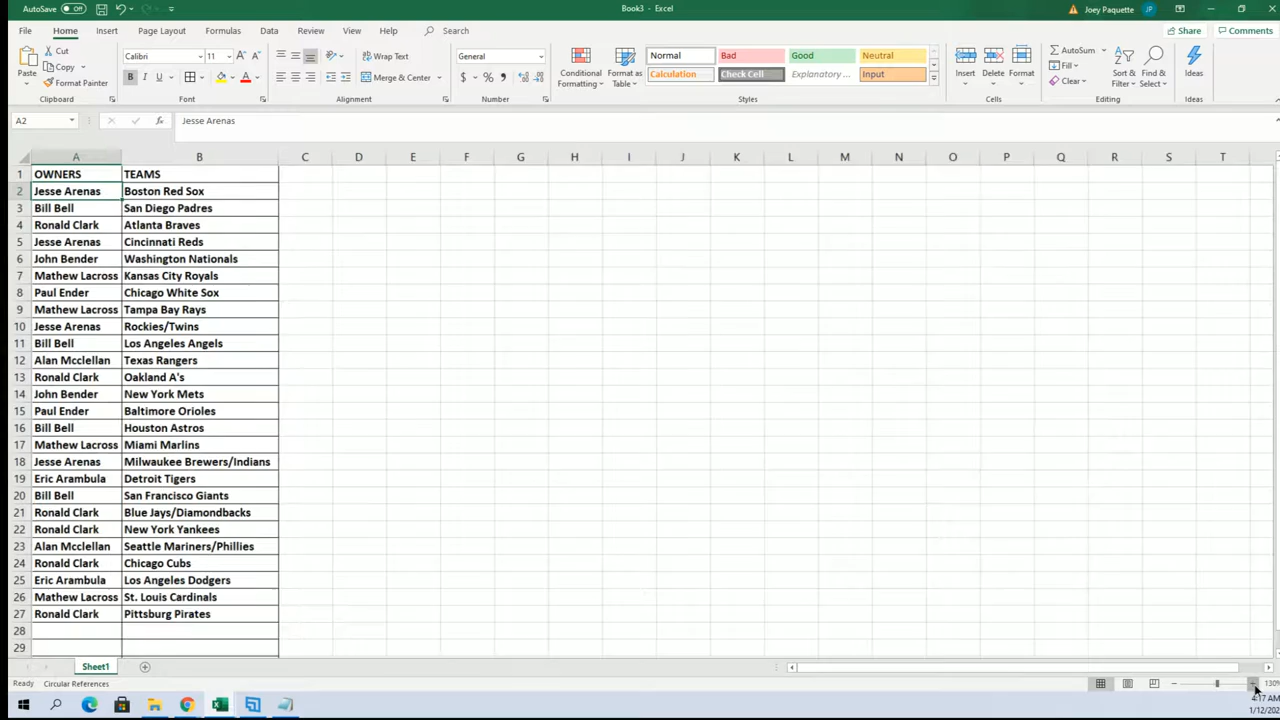 AutoSave Off Book3 - Excel Joey Paquette JP
File Home Insert Page Layout Formulas Data Review View Help Search Share Comments
Cut Calibri 11 Wrap Text General Normal Bad Good Neutral AutoSum
Copy Fill
Paste Format Painter B I U A Merge & Center $ % Conditional Formatting Format as Table Calculation Check Cell Explanatory ... Input Insert Delete Format Clear Sort & Filter Find & Select Ideas
Clipboard Font Alignment Number Styles Cells Editing Ideas
A2 fx Jesse Arenas
A B C D E F G H I J K L M N O P Q R S T
1 OWNERS TEAMS
2 Jesse Arenas Boston Red Sox
3 Bill Bell San Diego Padres
4 Ronald Clark Atlanta Braves
5 Jesse Arenas Cincinnati Reds
6 John Bender Washington Nationals
7 Mathew Lacross Kansas City Royals
8 Paul Ender Chicago White Sox
9 Mathew Lacross Tampa Bay Rays
10 Jesse Arenas Rockies/Twins
11 Bill Bell Los Angeles Angels
12 Alan Mcclellan Texas Rangers
13 Ronald Clark Oakland A's
14 John Bender New York Mets
15 Paul Ender Baltimore Orioles
16 Bill Bell Houston Astros
17 Mathew Lacross Miami Marlins
18 Jesse Arenas Milwaukee Brewers/Indians
19 Eric Arambula Detroit Tigers
20 Bill Bell San Francisco Giants
21 Ronald Clark Blue Jays/Diamondbacks
22 Ronald Clark New York Yankees
23 Alan Mcclellan Seattle Mariners/Phillies
24 Ronald Clark Chicago Cubs
25 Eric Arambula Los Angeles Dodgers
26 Mathew Lacross St. Louis Cardinals
27 Ronald Clark Pittsburg Pirates
28
29
Sheet1
Ready Circular References 130%
4:17 AM
1/12/202